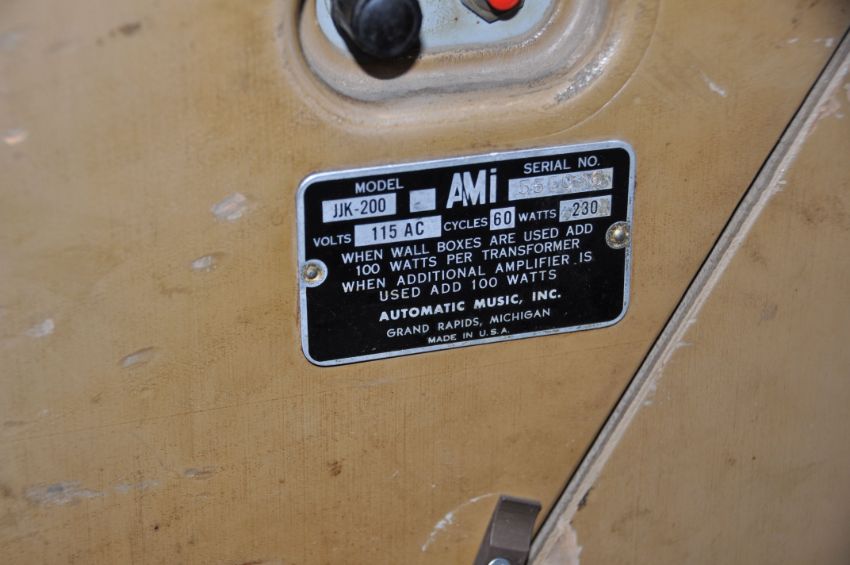 MODEL AMi SERIAL NO.
JJK-200
VOLTS 115 AC CYCLES 60 WATTS 230
WHEN WALL BOXES ARE USED ADD
100 WATTS PER TRANSFORMER
WHEN ADDITIONAL AMPLIFIER IS
USED ADD 100 WATTS
AUTOMATIC MUSIC, INC.
GRAND RAPIDS, MICHIGAN
MADE IN U.S.A.